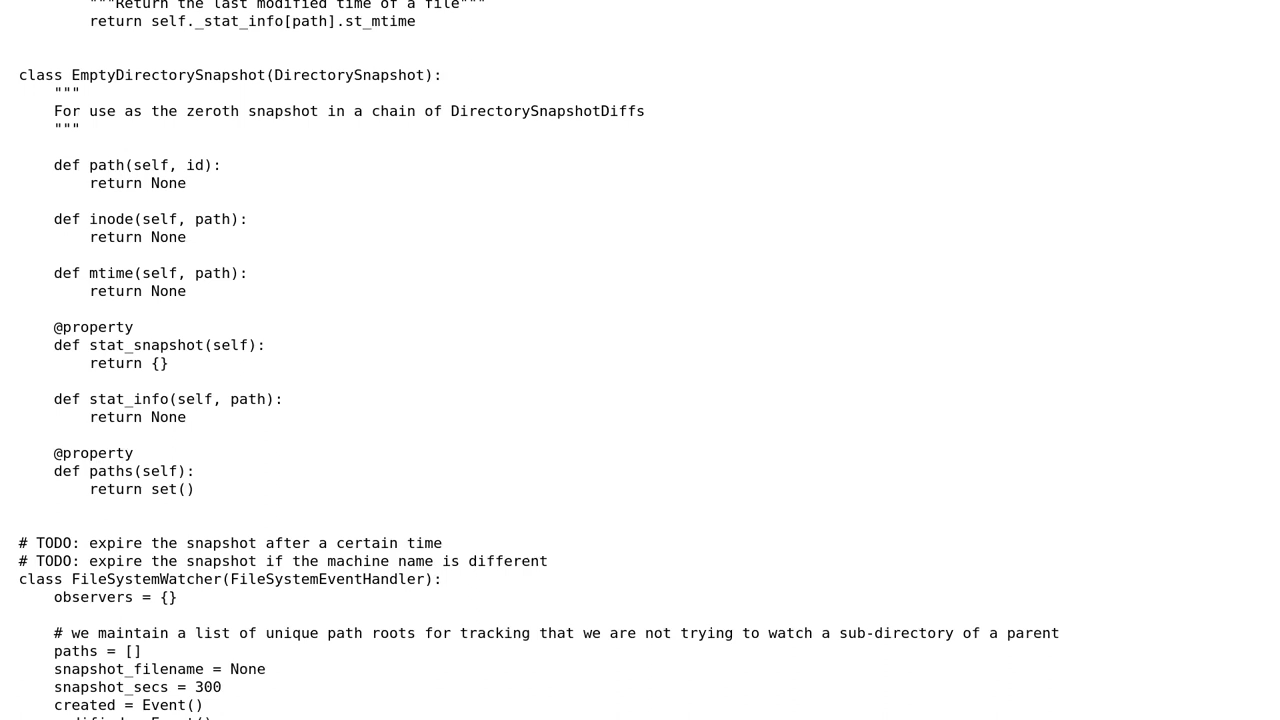 """Return the last modified time of a file"""
        return self._stat_info[path].st_mtime


class EmptyDirectorySnapshot(DirectorySnapshot):
    """
    For use as the zeroth snapshot in a chain of DirectorySnapshotDiffs
    """

    def path(self, id):
        return None

    def inode(self, path):
        return None

    def mtime(self, path):
        return None

    @property
    def stat_snapshot(self):
        return {}

    def stat_info(self, path):
        return None

    @property
    def paths(self):
        return set()


# TODO: expire the snapshot after a certain time
# TODO: expire the snapshot if the machine name is different
class FileSystemWatcher(FileSystemEventHandler):
    observers = {}

    # we maintain a list of unique path roots for tracking that we are not trying to watch a sub-directory of a parent
    paths = []
    snapshot_filename = None
    snapshot_secs = 300
    created = Event()